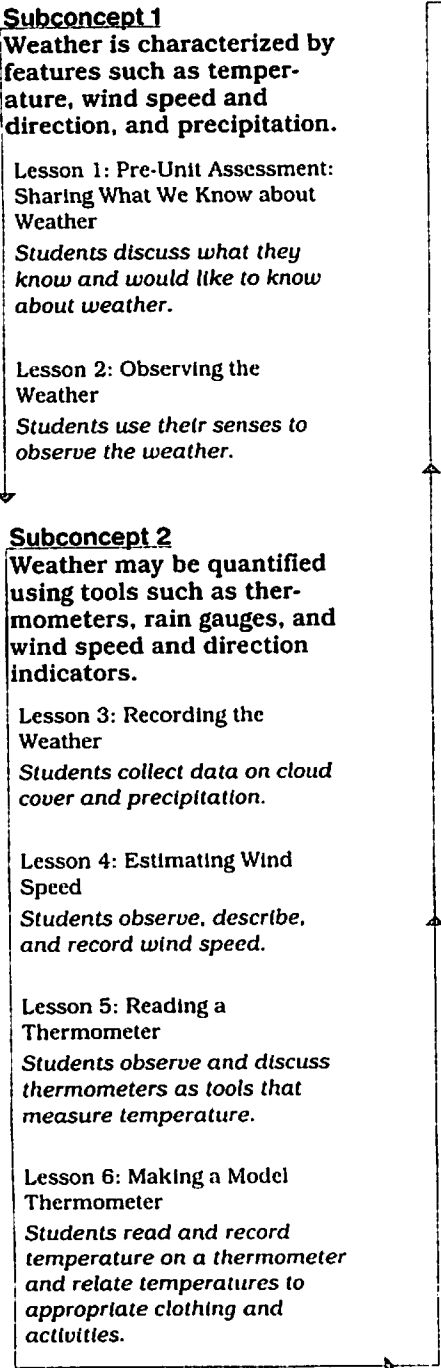 Subconcept 1
Weather is characterized by
features such as temper-
ature, wind speed and
direction, and precipitation.
Lesson 1: Pre-Unit Assessment:
Sharing What We Know about
Weather
Students discuss what they
know and would like to know
about weather.
Lesson 2: Observing the
Weather
Students use their senses to
observe the weather.
Subconcept 2
Weather may be quantified
using tools such as ther-
mometers, rain gauges, and
wind speed and direction
indicators.
Lesson 3: Recording the
Weather
Students collect data on cloud
cover and precipitation.
Lesson 4: Estimating Wind
Speed
Students observe, describe,
and record wind speed.
Lesson 5: Reading a
Thermometer
Students observe and discuss
thermometers as tools that
measure temperature.
Lesson 6: Making a Model
Thermometer
Students read and record
temperature on a thermometer
and relate temperatures to
appropriate clothing and
activities.